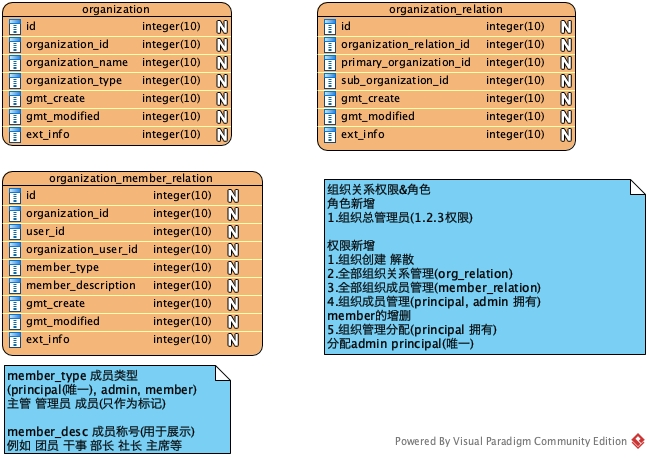 organization
id integer(10) N
organization_id integer(10) N
organization_name integer(10) N
organization_type integer(10) N
gmt_create integer(10) N
gmt_modified integer(10) N
ext_info integer(10) N
organization_relation
id integer(10) N
organization_relation_id integer(10) N
primary_organization_id integer(10) N
sub_organization_id integer(10) N
gmt_create integer(10) N
gmt_modified integer(10) N
ext_info integer(10) N
organization_member_relation
id integer(10) N
organization_id integer(10) N
user_id integer(10) N
organization_user_id integer(10) N
member_type integer(10) N
member_description integer(10) N
gmt_create integer(10) N
gmt_modified integer(10) N
ext_info integer(10) N
组织关系权限&角色
角色新增
1.组织总管理员(1.2.3权限)
权限新增
1.组织创建 解散
2.全部组织关系管理(org_relation)
3.全部组织成员管理(member_relation)
4.组织成员管理(principal, admin 拥有)
member的增删
5.组织管理分配(principal 拥有)
分配admin principal(唯一)
member_type 成员类型
(principal(唯一), admin, member)
主管 管理员 成员(只作为标记)
member_desc 成员称号(用于展示)
例如 团员 干事 部长 社长 主席等
Powered By Visual Paradigm Community Edition